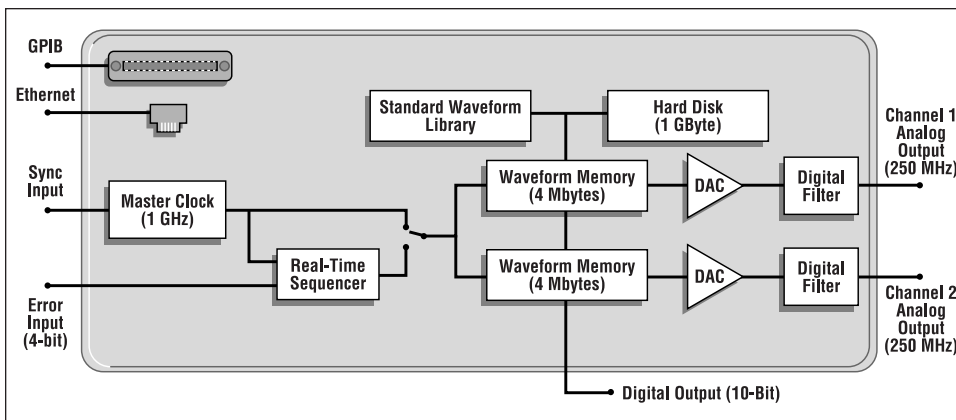 GPIB
Ethernet
Sync
Input
Master Clock
(1 GHz)
Error
Input
(4-bit)
Real-Time
Sequencer
Standard Waveform
Library
Hard Disk
(1 GByte)
Waveform Memory
(4 Mbytes)
DAC
Digital
Filter
Channel 1
Analog
Output
(250 MHz)
Waveform Memory
(4 Mbytes)
DAC
Digital
Filter
Channel 2
Analog
Output
(250 MHz)
Digital Output (10-Bit)